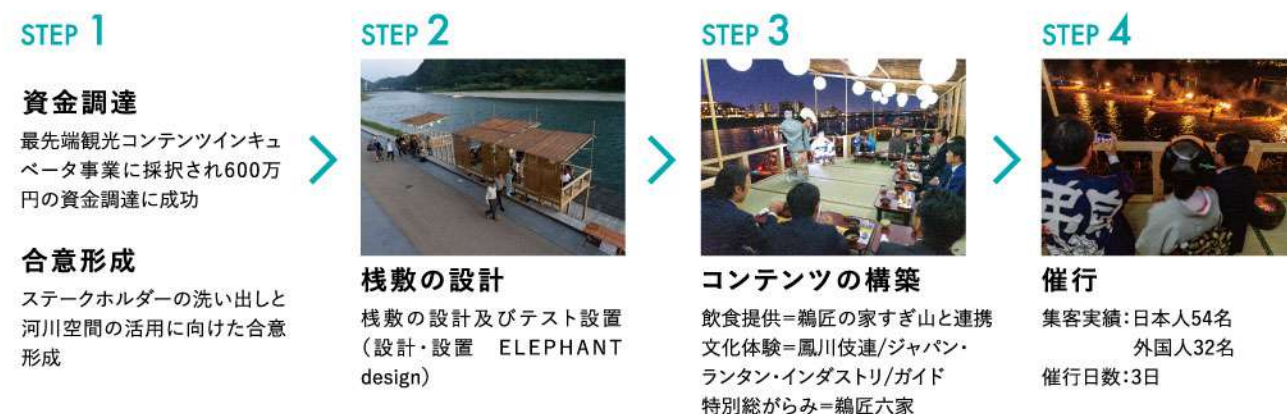 STEP 1
資金調達
最先端観光コンテンツインキュ
ベータ事業に採択され600万
円の資金調達に成功
合意形成
ステークホルダーの洗い出しと
河川空間の活用に向けた合意
形成
STEP 2
桟敷の設計
桟敷の設計及びテスト設置
（設計・設置　ELEPHANT
design）
STEP 3
コンテンツの構築
飲食提供＝鵜匠の家すぎ山と連携
文化体験＝鳳川伎連/ジャパン・
ランタン・インダストリ/ガイド
特別総がらみ＝鵜匠六家
STEP 4
催行
集客実績：日本人54名
外国人32名
催行日数：3日